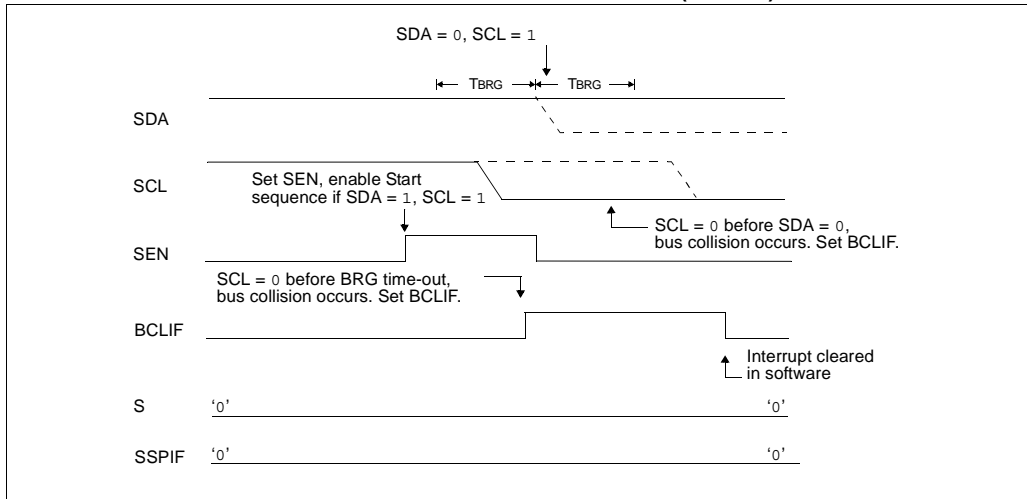 SDA = 0, SCL = 1
TBRG TBRG
SDA
SCL
Set SEN, enable Start
sequence if SDA = 1, SCL = 1
SCL = 0 before SDA = 0,
bus collision occurs. Set BCLIF.
SEN
SCL = 0 before BRG time-out,
bus collision occurs. Set BCLIF.
BCLIF
Interrupt cleared
in software
S ‘0’ ‘0’
SSPIF ‘0’ ‘0’